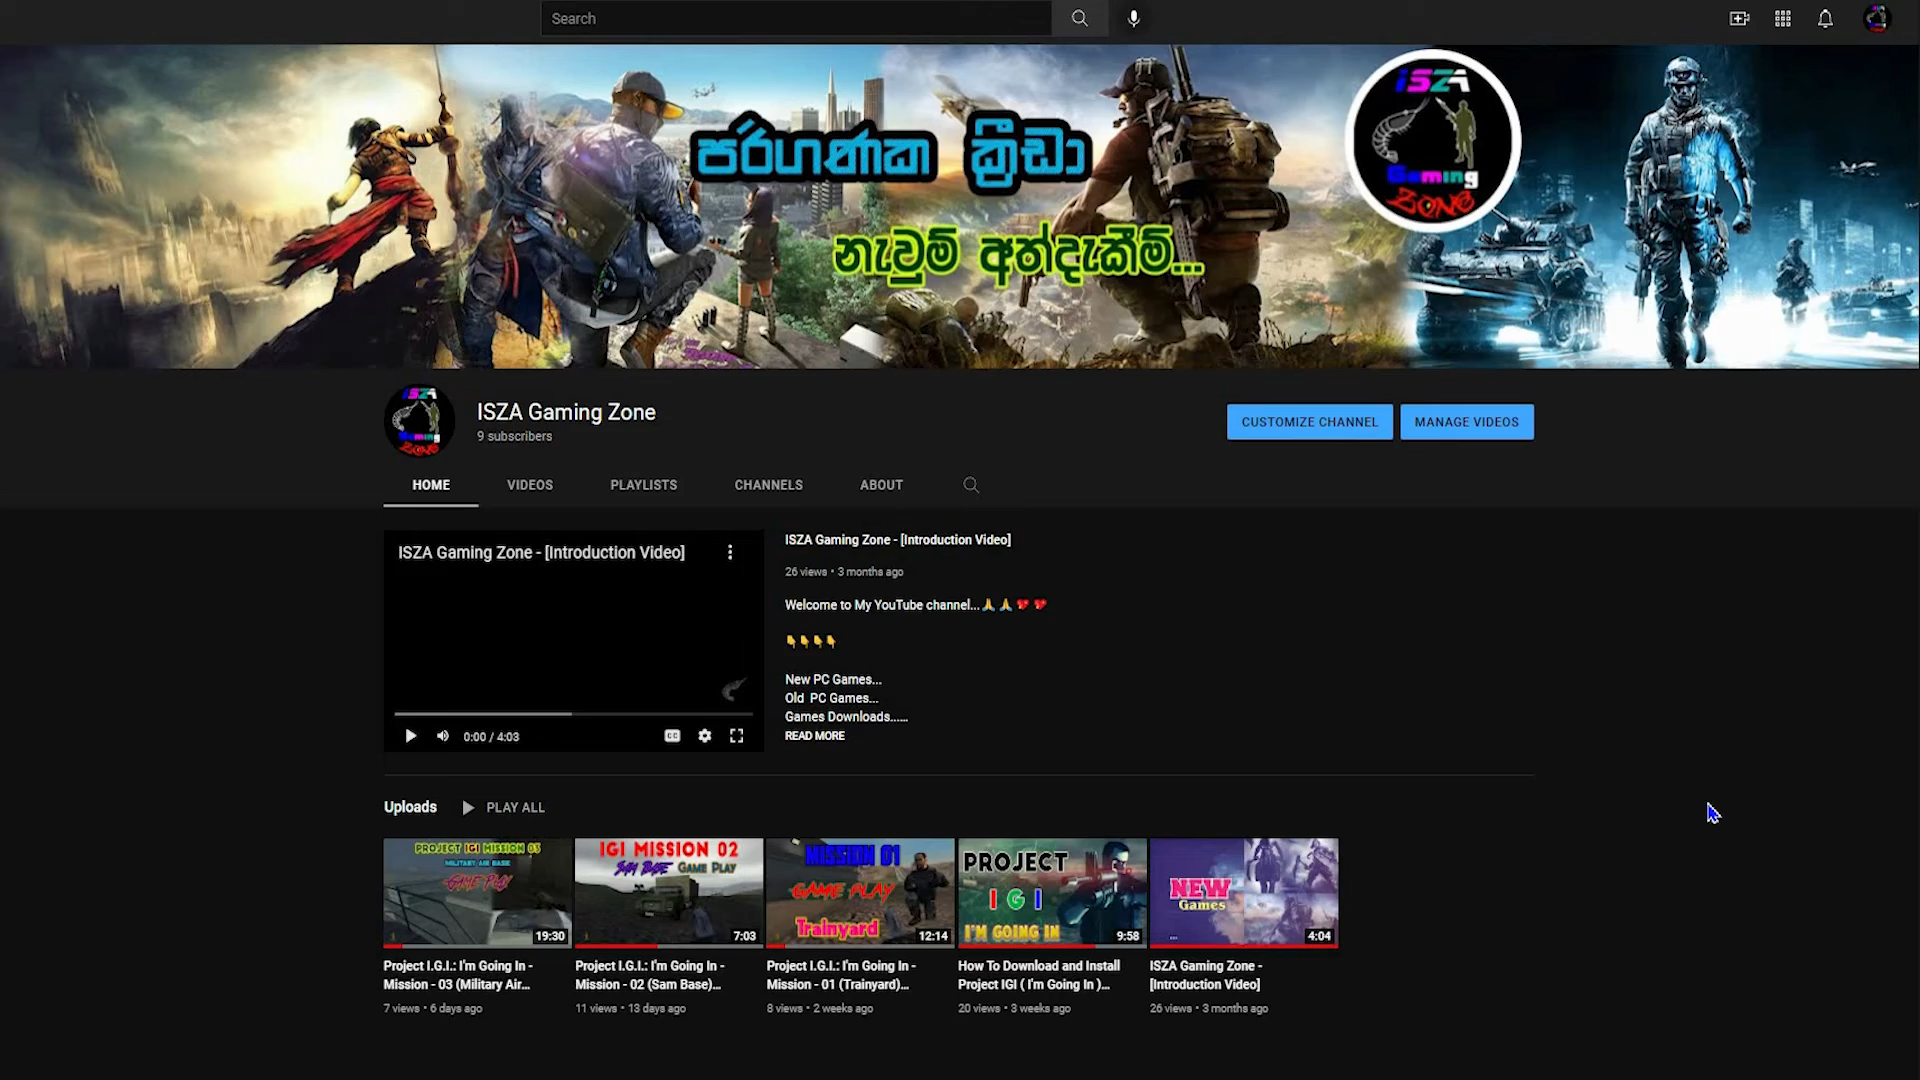 Search
පරිගණක ක්‍රීඩා
නැවුම් අත්දැකීම්...
ISZA
Gaming
ZONE
ISZA Gaming Zone
9 subscribers
CUSTOMIZE CHANNEL
MANAGE VIDEOS
HOME
VIDEOS
PLAYLISTS
CHANNELS
ABOUT
ISZA Gaming Zone - [Introduction Video]
0:00 / 4:03
CC
ISZA Gaming Zone - [Introduction Video]
26 views • 3 months ago
Welcome to My YouTube channel...🙏🙏💖💖
👇👇👇👇
New PC Games...
Old PC Games...
Games Downloads......
READ MORE
Uploads
PLAY ALL
PROJECT IGI MISSION 03
MILITARY AIR BASE
GAME PLAY
19:30
Project I.G.I.: I'm Going In -
Mission - 03 (Military Air...
7 views • 6 days ago
IGI MISSION 02
SAM BASE GAME PLAY
7:03
Project I.G.I.: I'm Going In -
Mission - 02 (Sam Base)...
11 views • 13 days ago
MISSION 01
GAME PLAY
Trainyard
12:14
Project I.G.I.: I'm Going In -
Mission - 01 (Trainyard)...
8 views • 2 weeks ago
PROJECT
I G I
I'M GOING IN
9:58
How To Download and Install
Project IGI ( I'm Going In )...
20 views • 3 weeks ago
NEW
Games
4:04
ISZA Gaming Zone -
[Introduction Video]
26 views • 3 months ago